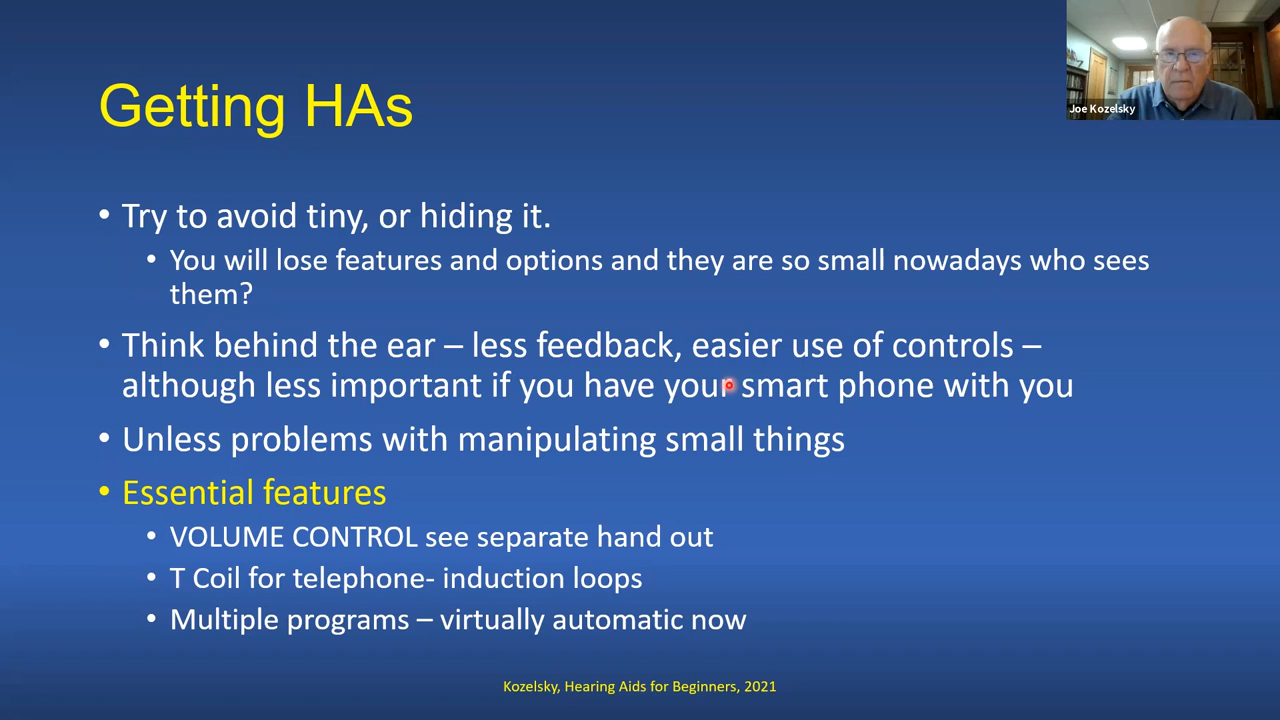 Getting HAs
Joe Kozelsky
• Try to avoid tiny, or hiding it.
• You will lose features and options and they are so small nowadays who sees
them?
• Think behind the ear – less feedback, easier use of controls –
although less important if you have your smart phone with you
• Unless problems with manipulating small things
• Essential features
• VOLUME CONTROL see separate hand out
• T Coil for telephone- induction loops
• Multiple programs – virtually automatic now
Kozelsky, Hearing Aids for Beginners, 2021